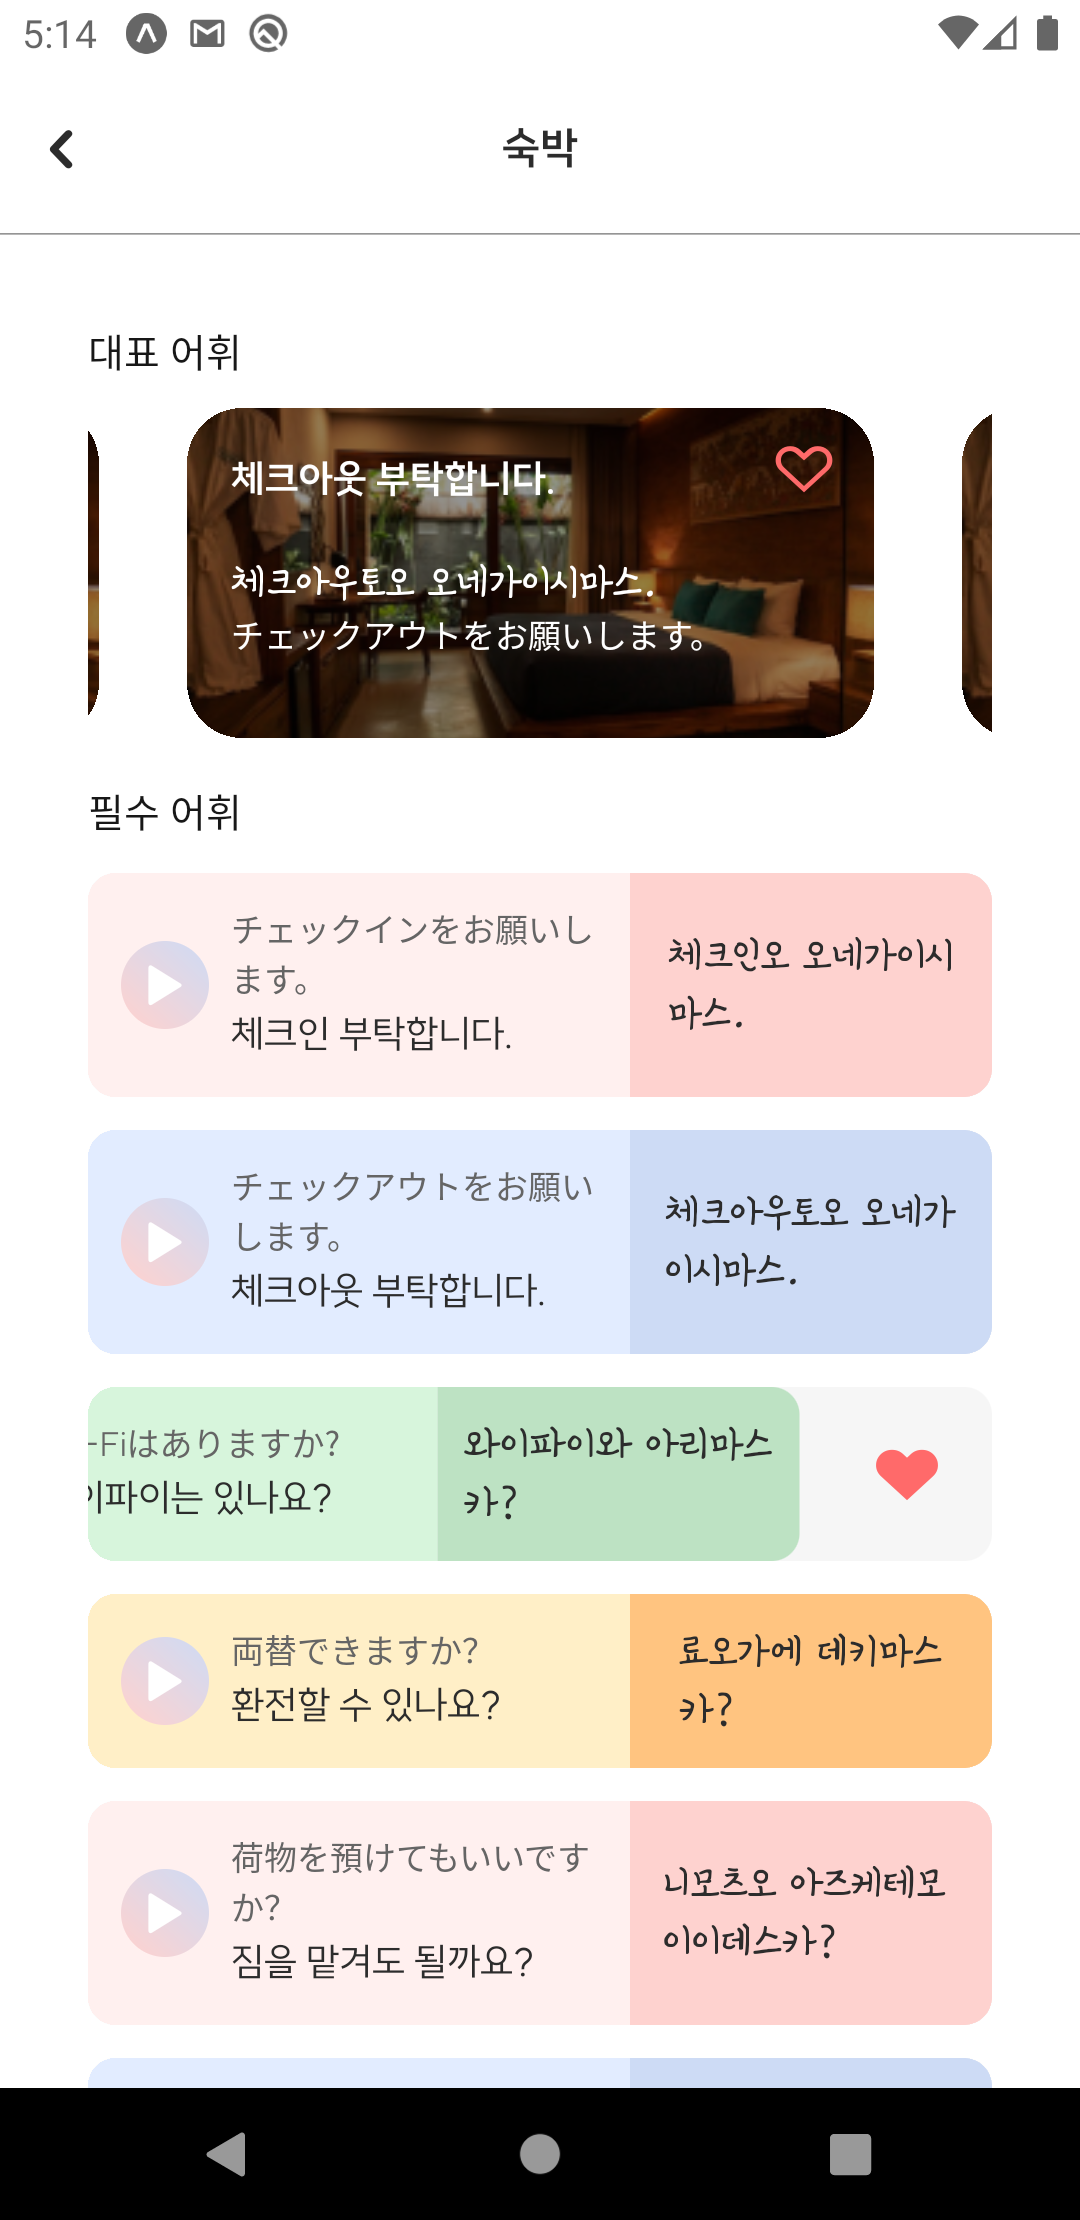 5:14
숙박
대표 어휘
체크아웃 부탁합니다.
체크아우토오 오네가이시마스.
チェックアウトをお願いします。
필수 어휘
チェックインをお願いし
ます。
체크인 부탁합니다.
체크인오 오네가이시
마스.
チェックアウトをお願い
します。
체크아웃 부탁합니다.
체크아우토오 오네가
이시마스.
-Fiはありますか?
이파이는 있나요?
와이파이와 아리마스
카?
両替できますか?
환전할 수 있나요?
료오가에 데키마스
카?
荷物を預けてもいいです
か?
짐을 맡겨도 될까요?
니모츠오 아즈케테모
이이데스카?